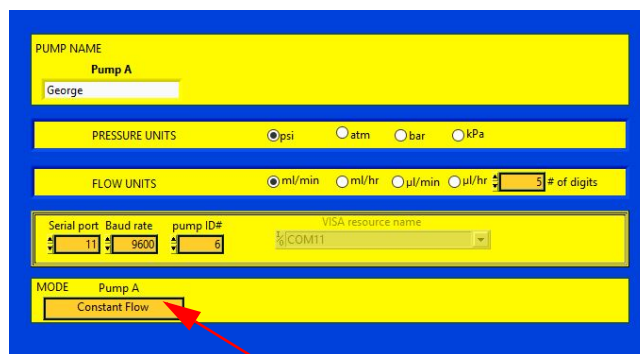 PUMP NAME
Pump A
George
PRESSURE UNITS psi atm bar kPa
FLOW UNITS ml/min ml/hr µl/min µl/hr 5 # of digits
Serial port Baud rate pump ID# VISA resource name
11 9600 6 COM11
MODE Pump A
Constant Flow